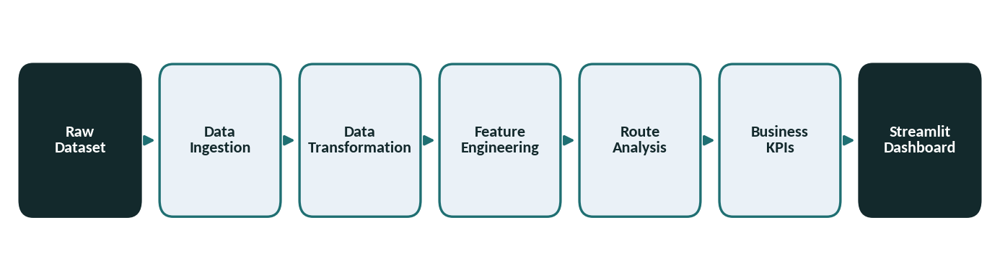 Raw
Dataset
Data
Ingestion
Data
Transformation
Feature
Engineering
Route
Analysis
Business
KPIs
Streamlit
Dashboard